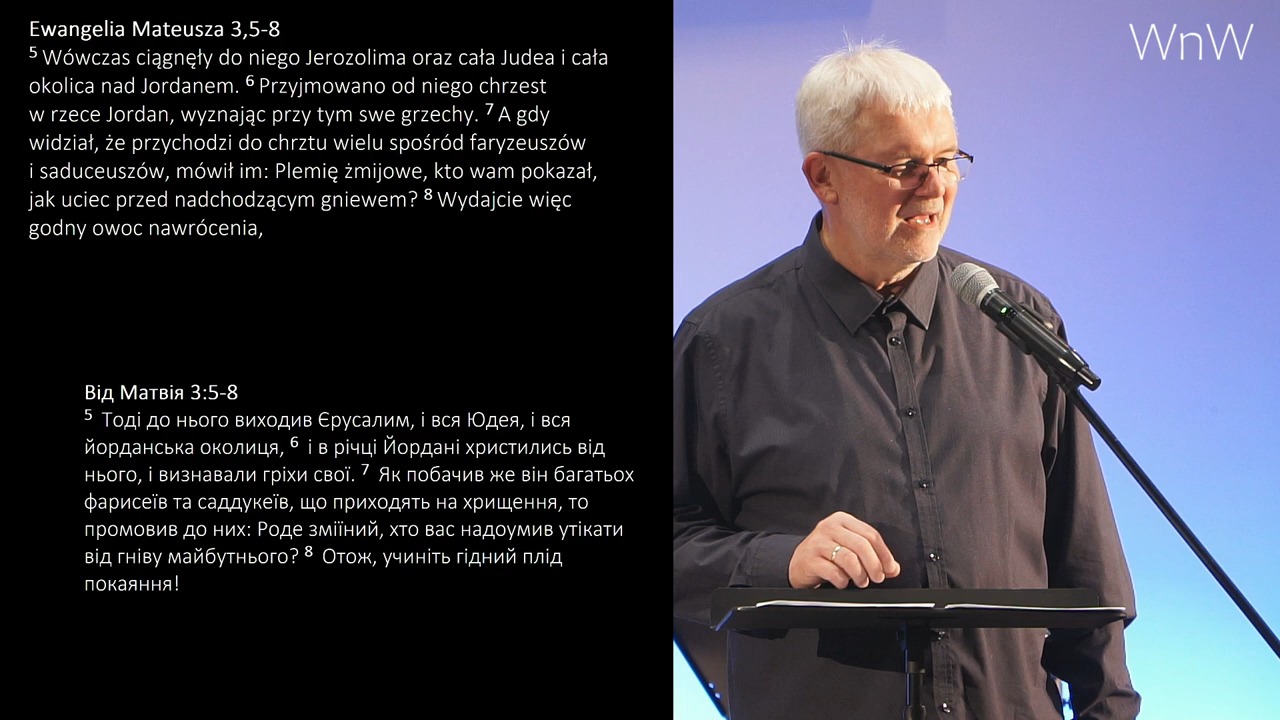 Ewangelia Mateusza 3,5-8
5 Wówczas ciągnęły do niego Jerozolima oraz cała Judea i cała
okolica nad Jordanem. 6 Przyjmowano od niego chrzest
w rzece Jordan, wyznając przy tym swe grzechy. 7 A gdy
widział, że przychodzi do chrztu wielu spośród faryzeuszów
i saduceuszów, mówił im: Plemię żmijowe, kto wam pokazał,
jak uciec przed nadchodzącym gniewem? 8 Wydajcie więc
godny owoc nawrócenia,
Від Матвія 3:5-8
5 Тоді до нього виходив Єрусалим, і вся Юдея, і вся
йорданська околиця, 6 і в річці Йордані христились від
нього, і визнавали гріхи свої. 7 Як побачив же він багатьох
фарисеїв та саддукеїв, що приходять на хрищення, то
промовив до них: Роде зміїний, хто вас надоумив утікати
від гніву майбутнього? 8 Отож, учиніть гідний плід
покаяння!
WnW